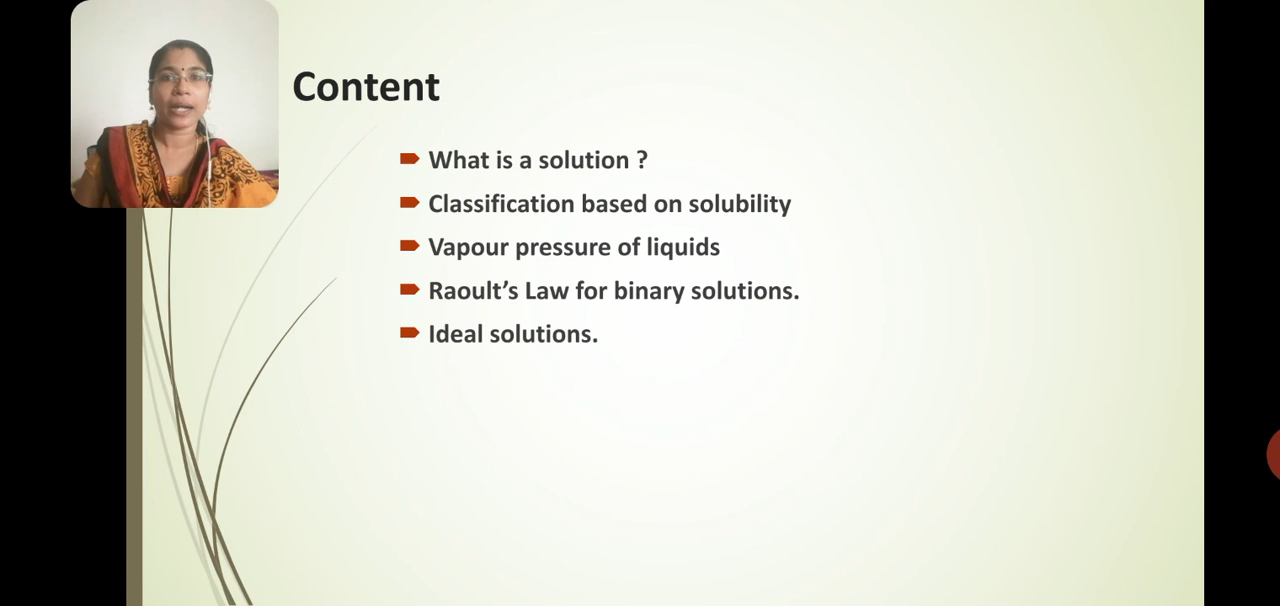 Content
What is a solution ?
Classification based on solubility
Vapour pressure of liquids
Raoult’s Law for binary solutions.
Ideal solutions.